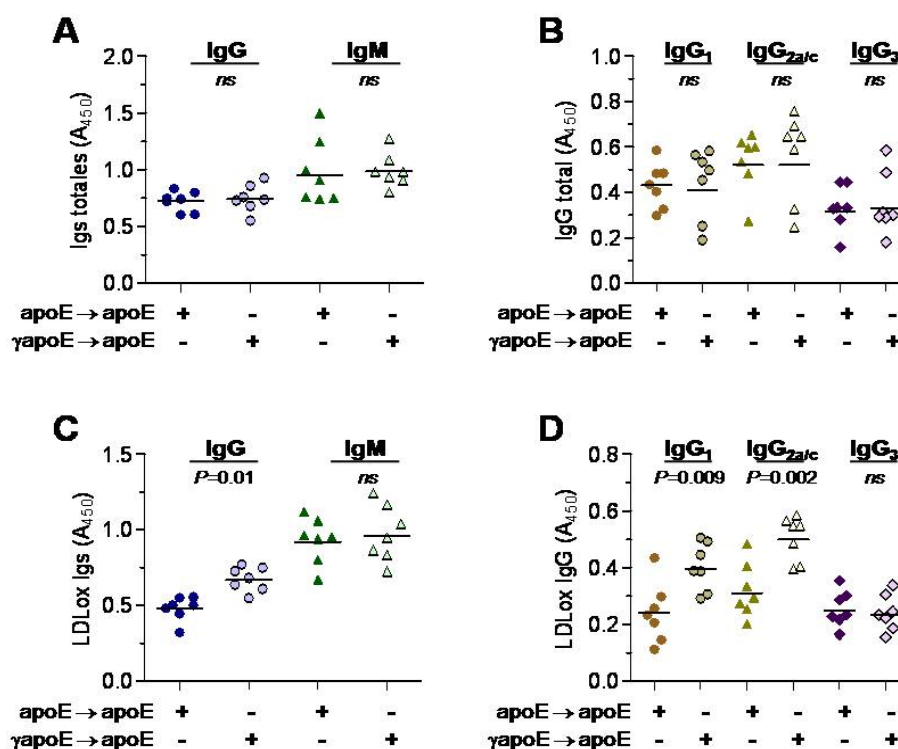 A
IgG IgM
ns ns
Igs totales (A450)
2.0
1.5
1.0
0.5
0.0
apoE→apoE + - + -
γapoE→apoE - + - +
B
IgG1 IgG2a/c IgG3
ns ns ns
IgG total (A450)
1.0
0.8
0.6
0.4
0.2
0.0
apoE→apoE + - + - + -
γapoE→apoE - + - + - +
C
IgG IgM
P=0.01 ns
LDLox Igs (A450)
1.5
1.0
0.5
0.0
apoE→apoE + - + -
γapoE→apoE - + - +
D
IgG1 IgG2a/c IgG3
P=0.009 P=0.002 ns
LDLox IgG (A450)
0.8
0.6
0.4
0.2
0.0
apoE→apoE + - + - + -
γapoE→apoE - + - + - +